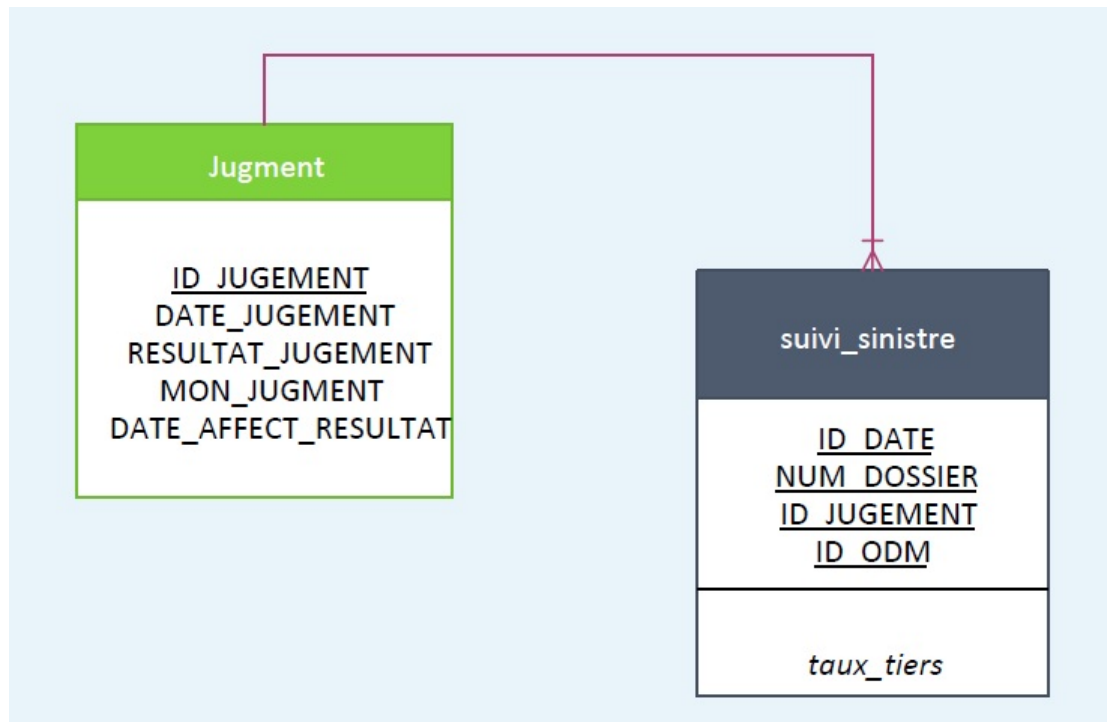 Jugment
ID_JUGEMENT
DATE_JUGEMENT
RESULTAT_JUGEMENT
MON_JUGMENT
DATE_AFFECT_RESULTAT
suivi_sinistre
ID_DATE
NUM_DOSSIER
ID_JUGEMENT
ID_ODM
taux_tiers